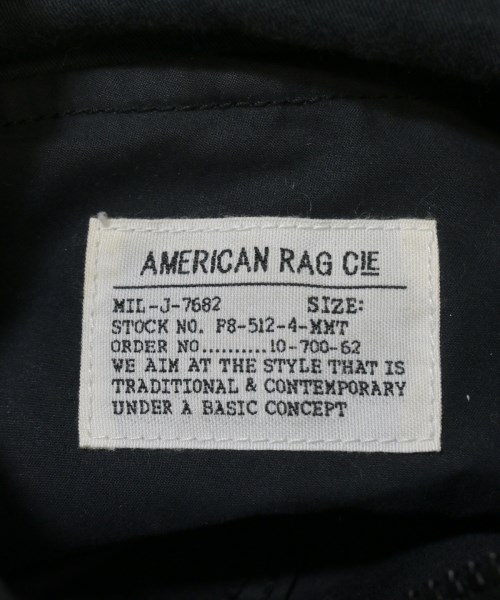 AMERICAN RAG CIE
MIL-J-7682 SIZE:
STOCK NO. F8-512-4-MMT
ORDER NO..........10-700-62
WE AIM AT THE STYLE THAT IS
TRADITIONAL & CONTEMPORARY
UNDER A BASIC CONCEPT